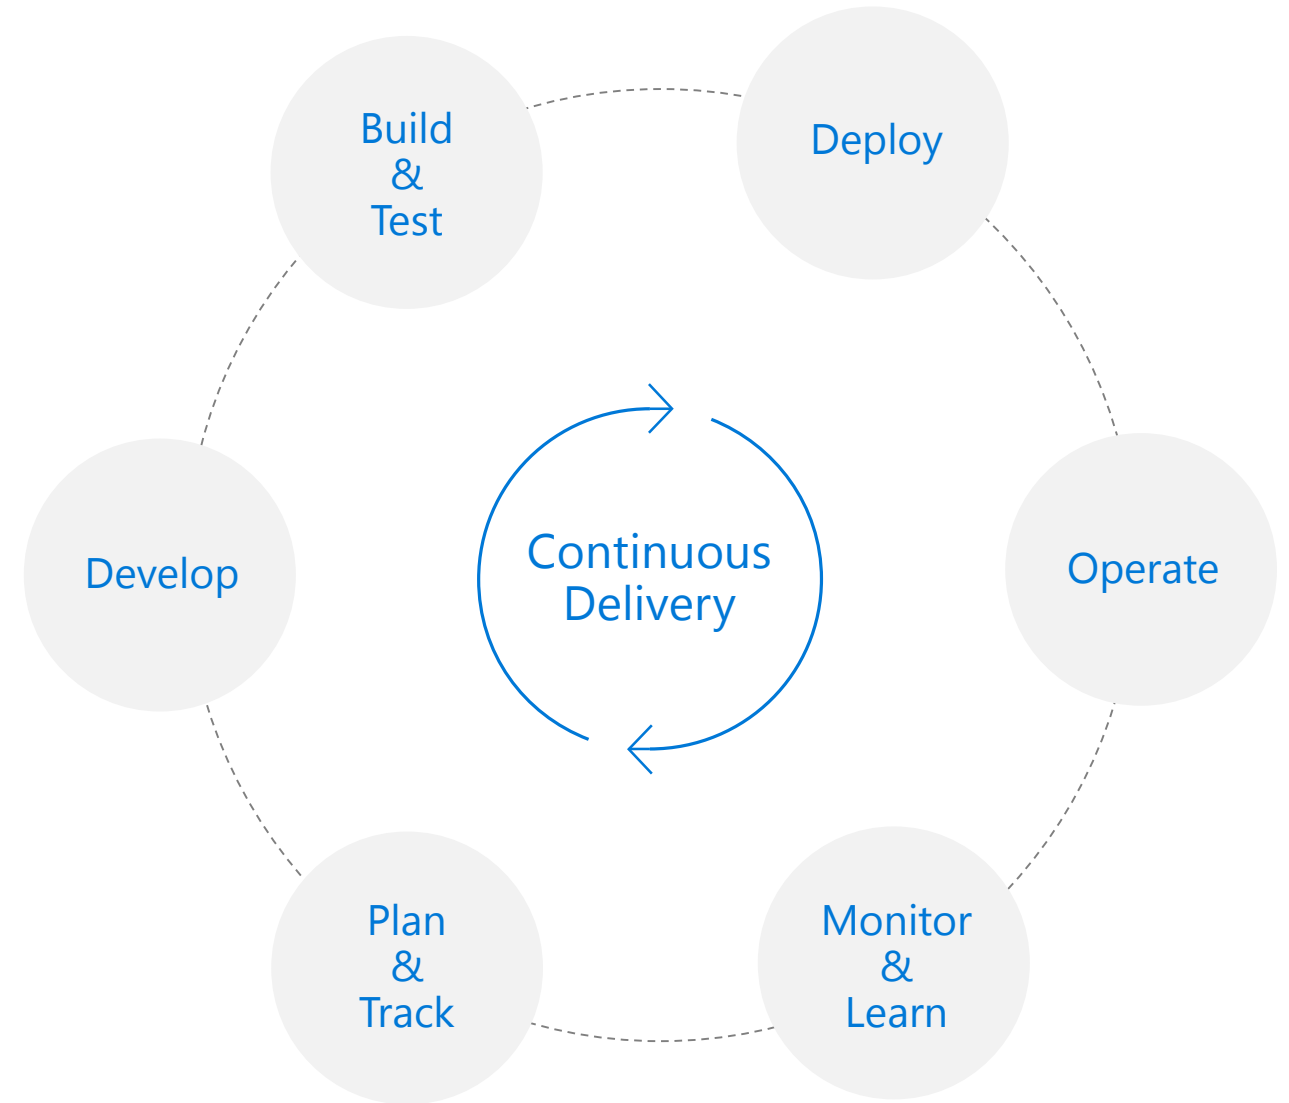 Build
&
Test
Deploy
Develop
Continuous
Delivery
Operate
Plan
&
Track
Monitor
&
Learn